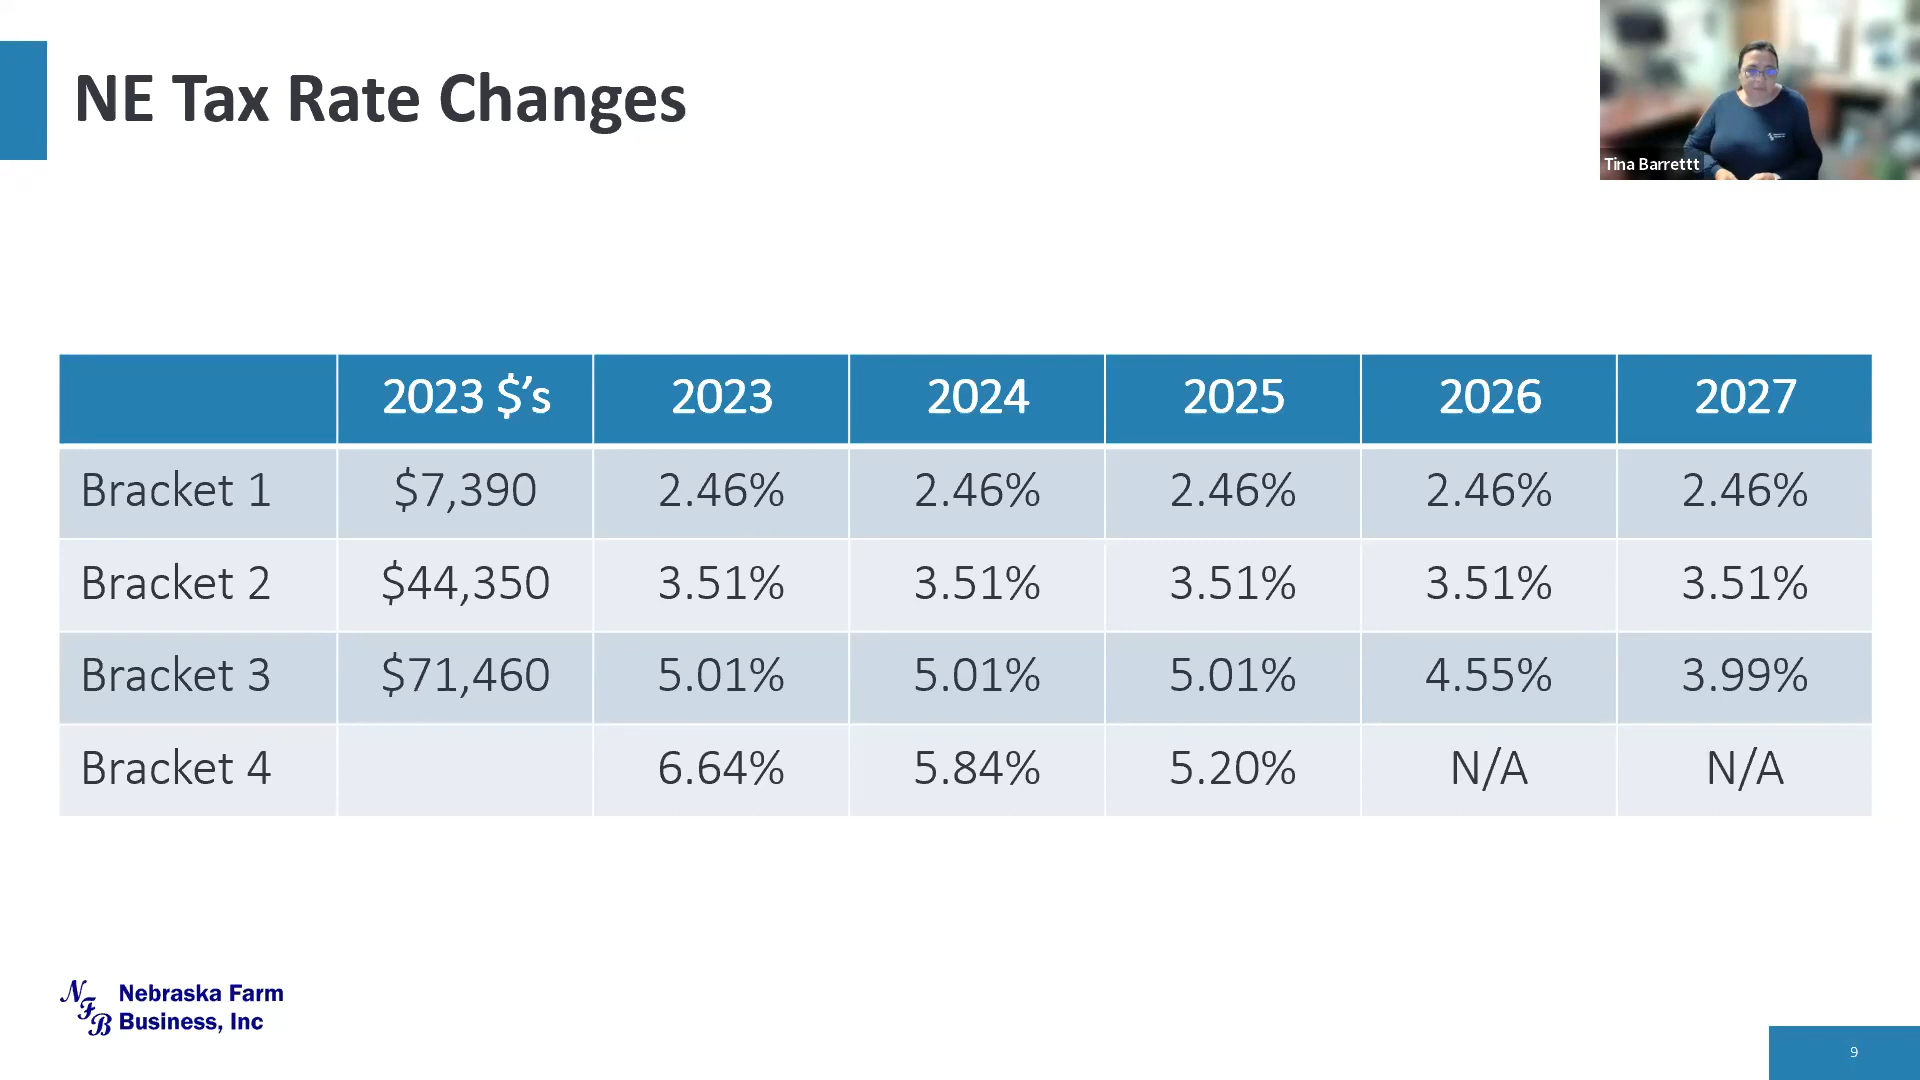 NE Tax Rate Changes
Tina Barrettt
2023 $’s 2023 2024 2025 2026 2027
Bracket 1 $7,390 2.46% 2.46% 2.46% 2.46% 2.46%
Bracket 2 $44,350 3.51% 3.51% 3.51% 3.51% 3.51%
Bracket 3 $71,460 5.01% 5.01% 5.01% 4.55% 3.99%
Bracket 4 6.64% 5.84% 5.20% N/A N/A
NFB
Nebraska Farm
Business, Inc
9